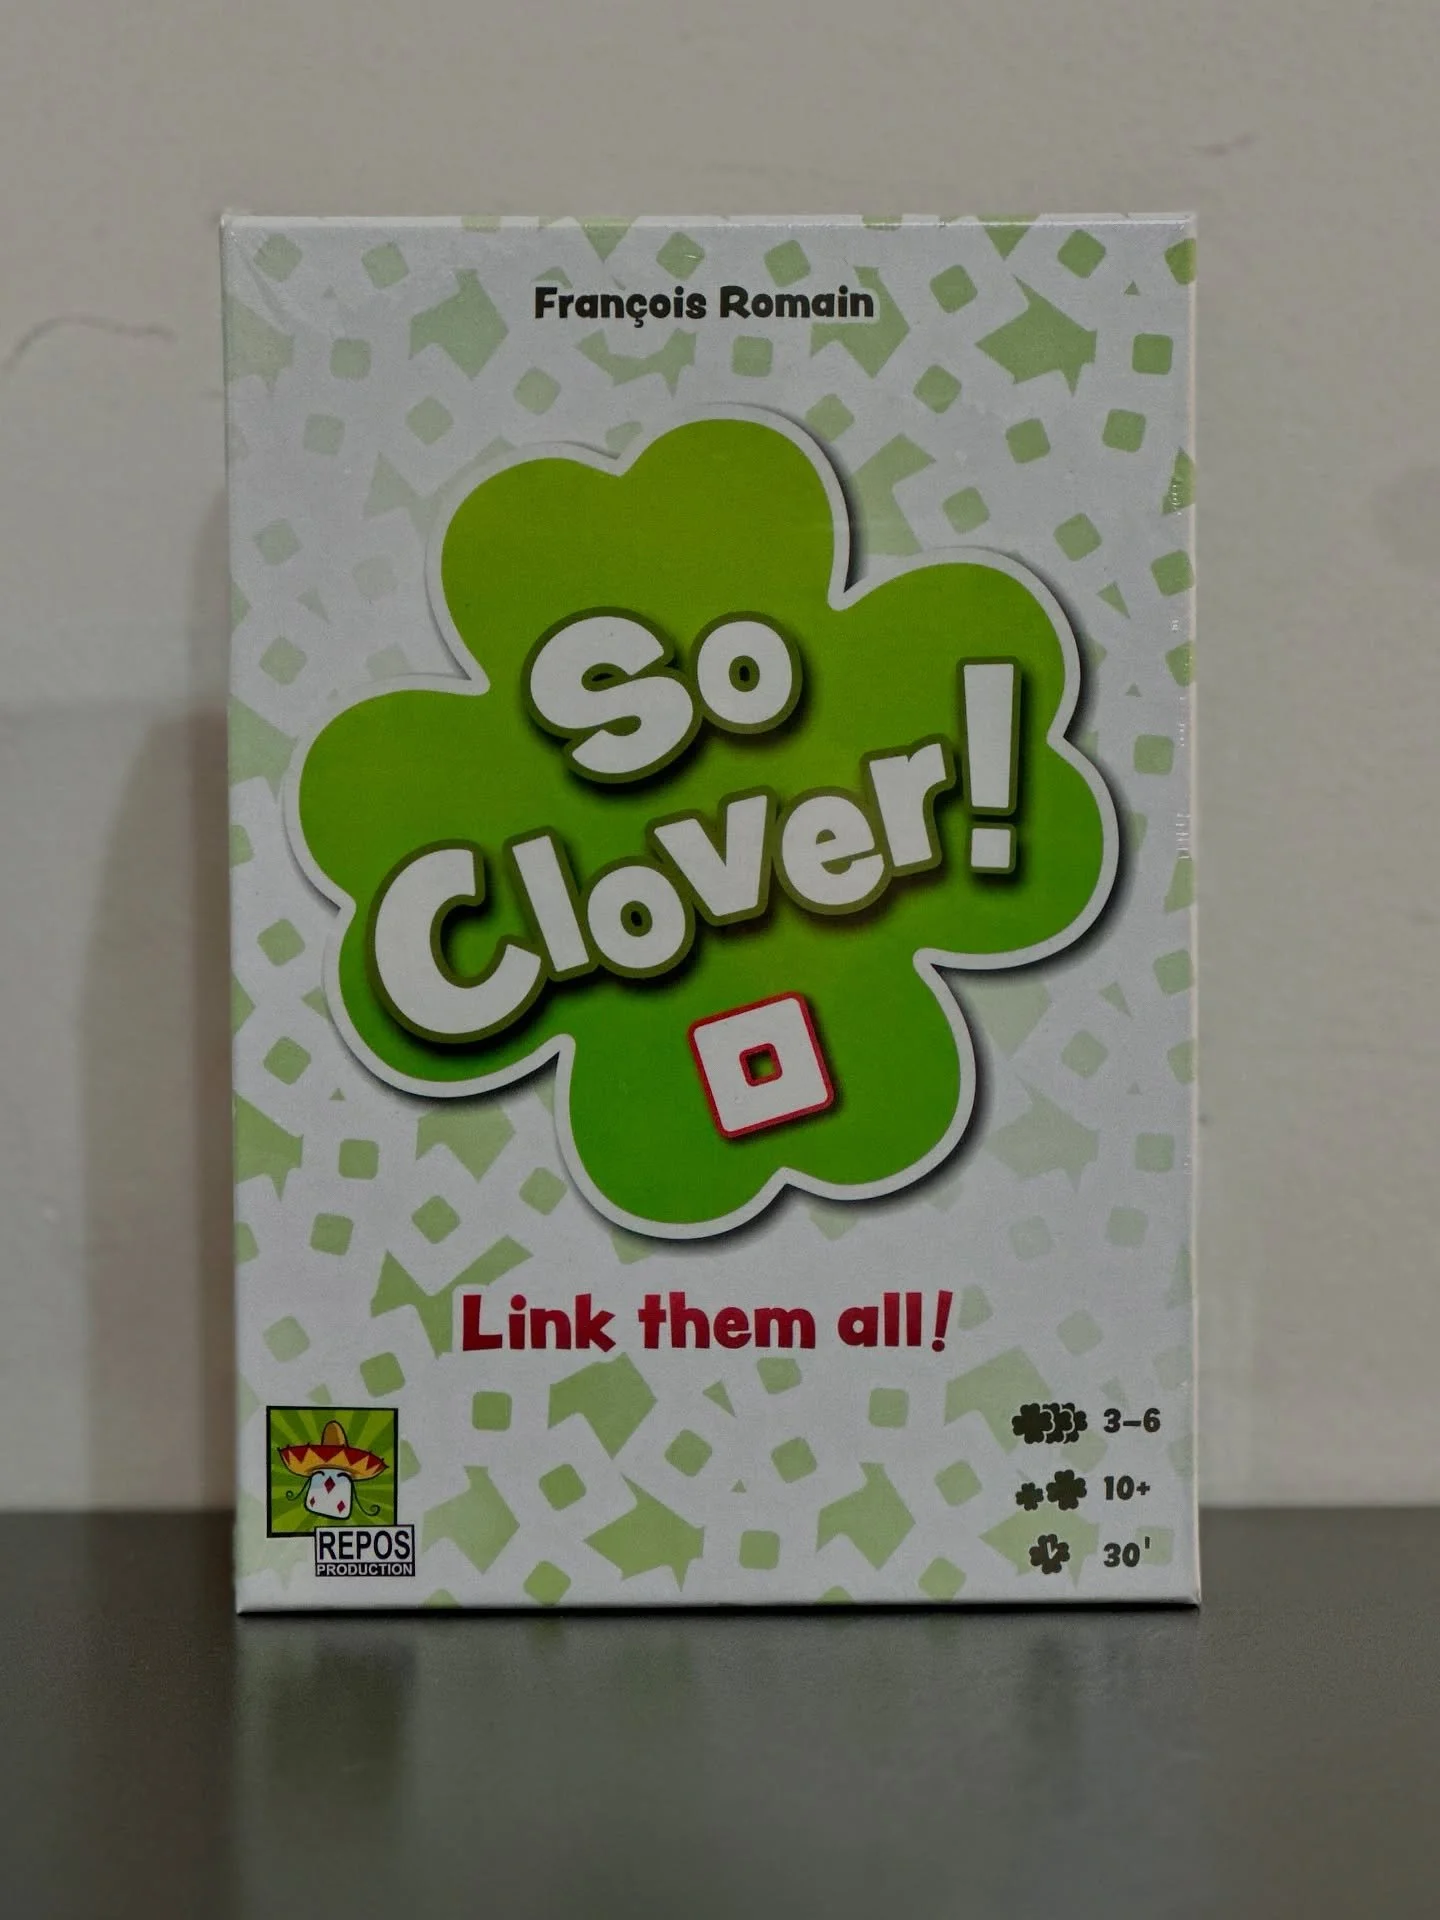 François Romain
So
Clover!
Link them all!
3–6
10+
30'
REPOS
PRODUCTION